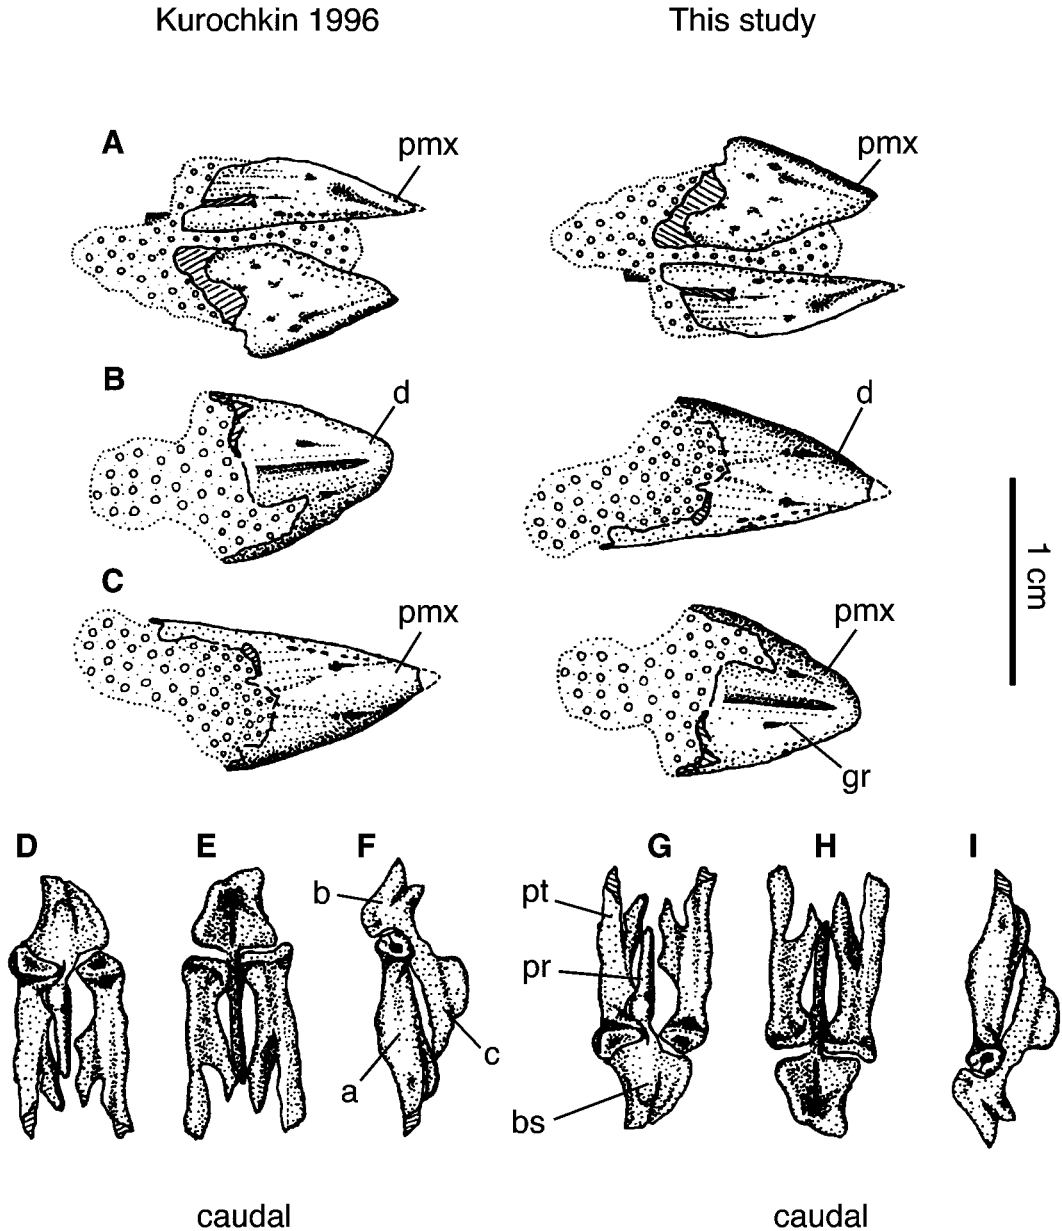 Kurochkin 1996 This study
A pmx pmx
B d d
C pmx pmx
gr
1 cm
D E F G H I
b pt
pr
a c
bs
caudal caudal